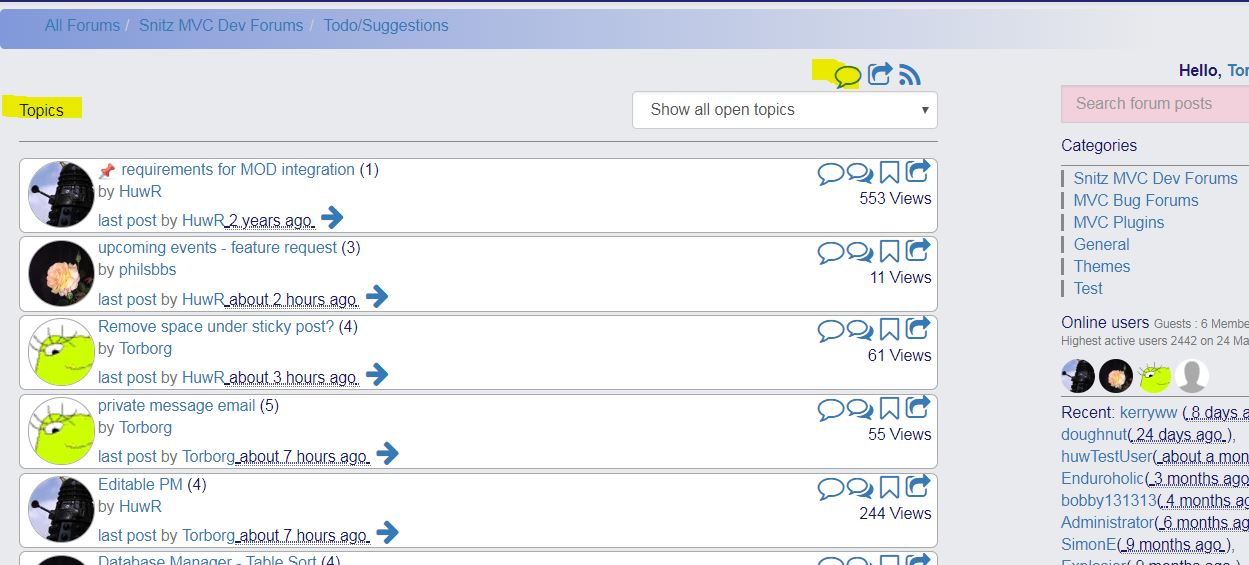 All Forums / Snitz MVC Dev Forums / Todo/Suggestions
Hello, Tor
Topics
Show all open topics
Search forum posts
Categories
Snitz MVC Dev Forums
MVC Bug Forums
MVC Plugins
General
Themes
Test
requirements for MOD integration (1)
by HuwR
last post by HuwR 2 years ago
553 Views
upcoming events - feature request (3)
by philsbbs
last post by HuwR about 2 hours ago
11 Views
Remove space under sticky post? (4)
by Torborg
last post by HuwR about 3 hours ago
61 Views
private message email (5)
by Torborg
last post by Torborg about 7 hours ago
55 Views
Editable PM (4)
by HuwR
last post by Torborg about 7 hours ago
244 Views
Database Manager - Table Sort (4)
Online users Guests : 6 Membe
Highest active users 2442 on 24 Ma
Recent: kerryww ( 8 days a
doughnut( 24 days ago ),
huwTestUser( about a mon
Enduroholic( 3 months ago
bobby131313( 4 months ag
Administrator( 6 months ag
SimonE( 9 months ago ),